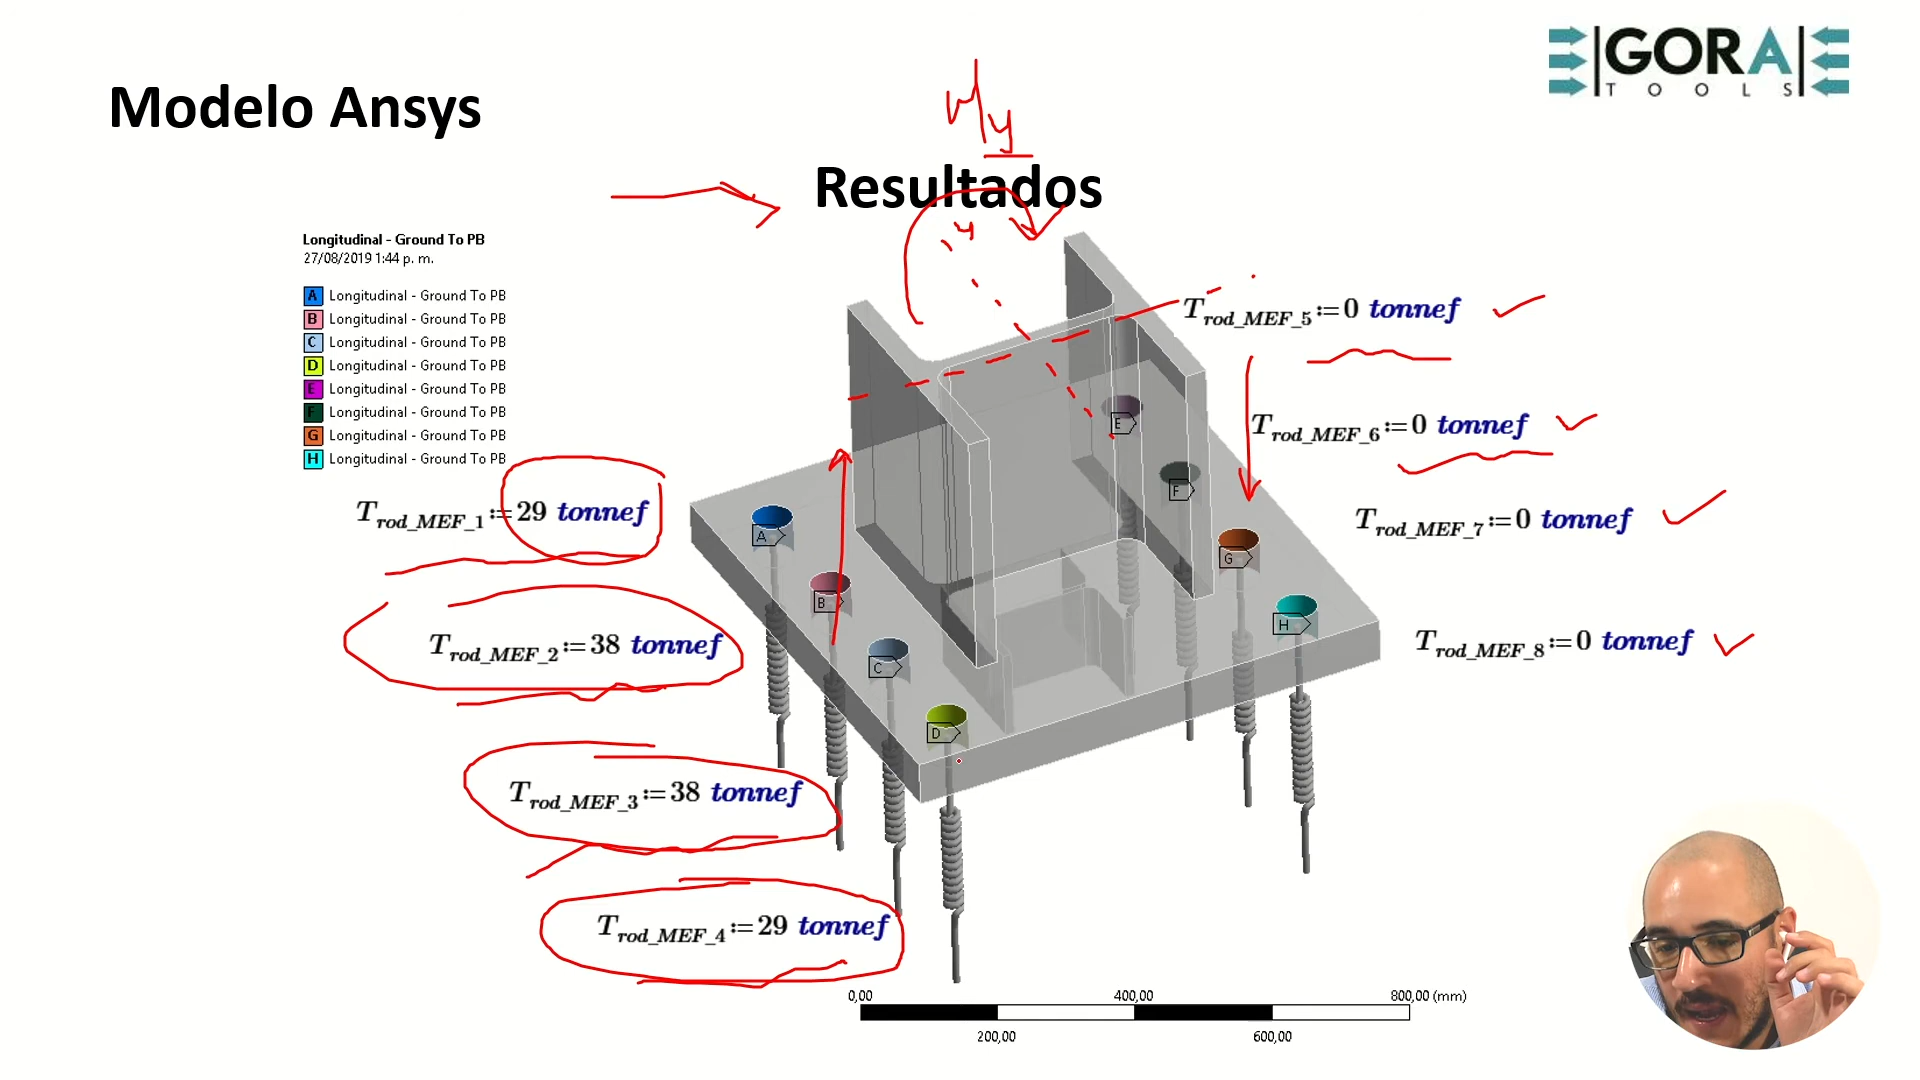 GORA
TOOLS
Modelo Ansys
My
Resultados
Longitudinal - Ground To PB
27/08/2019 1:44 p. m.
A Longitudinal - Ground To PB
B Longitudinal - Ground To PB
C Longitudinal - Ground To PB
D Longitudinal - Ground To PB
E Longitudinal - Ground To PB
F Longitudinal - Ground To PB
G Longitudinal - Ground To PB
H Longitudinal - Ground To PB
T_rod_MEF_5:=0 tonnef
T_rod_MEF_6:=0 tonnef
T_rod_MEF_1:=29 tonnef
T_rod_MEF_7:=0 tonnef
T_rod_MEF_2:=38 tonnef
T_rod_MEF_8:=0 tonnef
T_rod_MEF_3:=38 tonnef
T_rod_MEF_4:=29 tonnef
E
F
A
G
B
H
C
D
0,00 400,00 800,00 (mm)
200,00 600,00